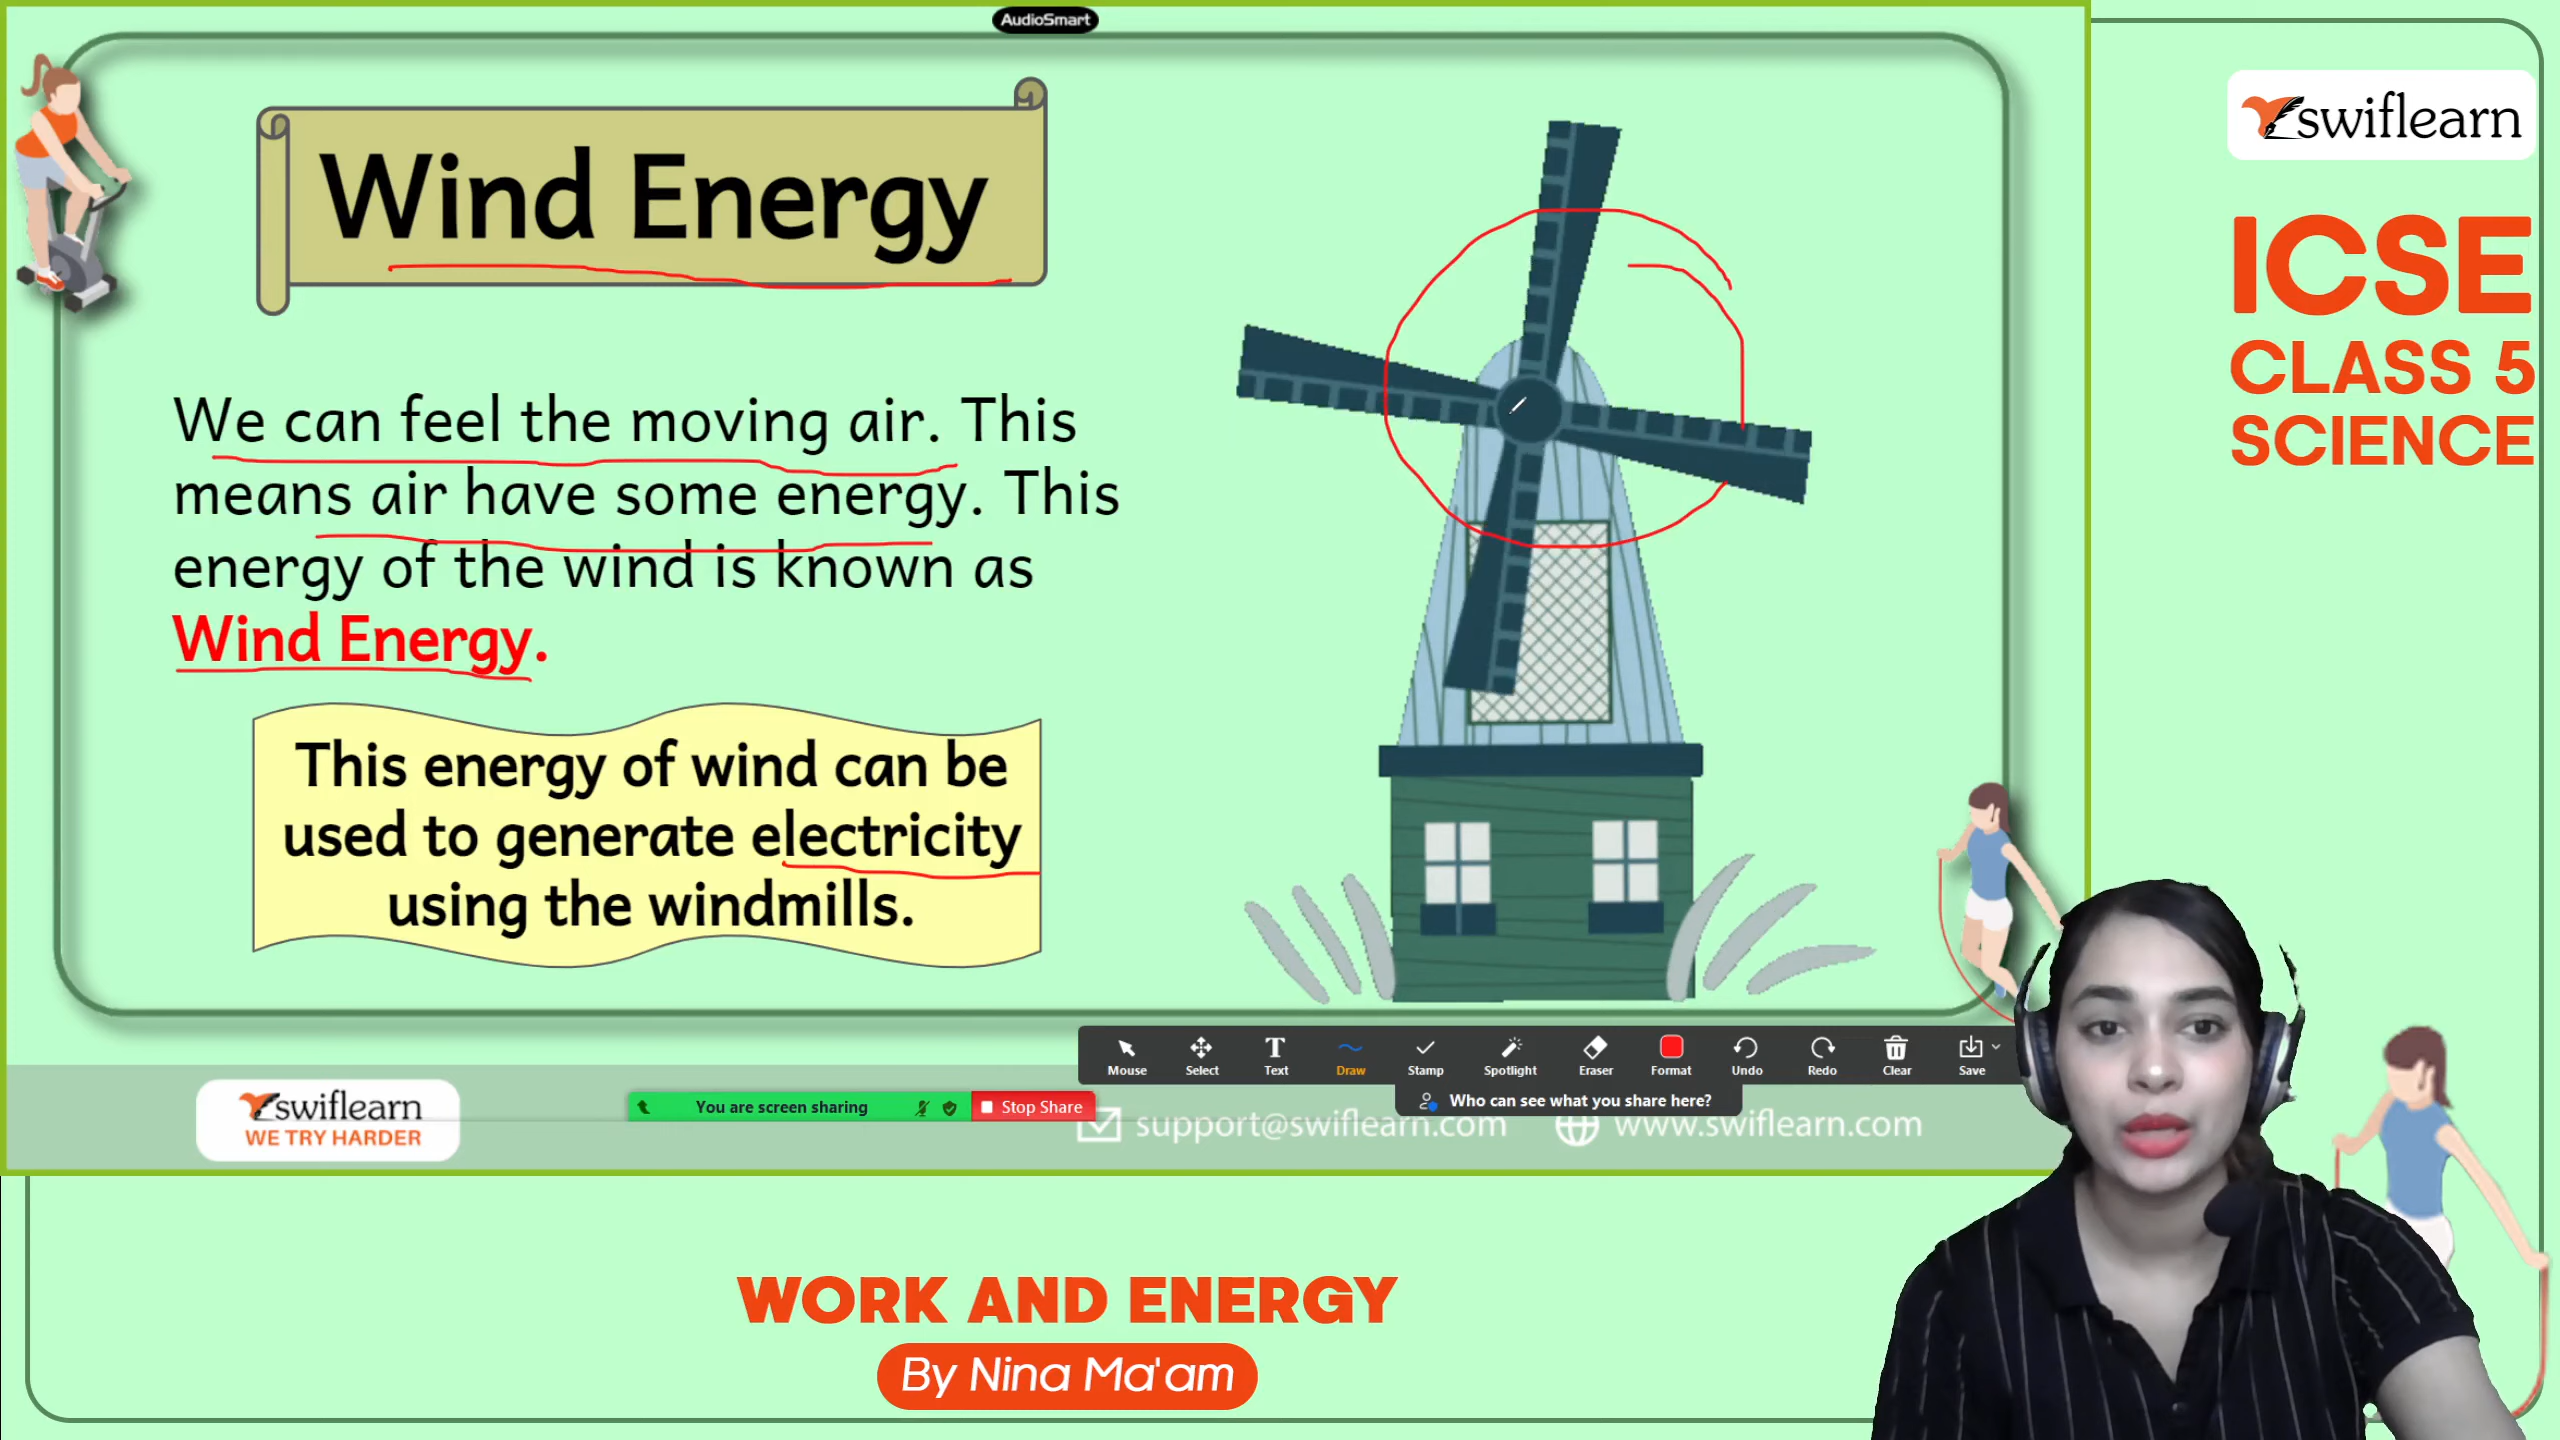 AudioSmart
Wind Energy
We can feel the moving air. This
means air have some energy. This
energy of the wind is known as
Wind Energy.
This energy of wind can be
used to generate electricity
using the windmills.
swiflearn
ICSE
CLASS 5
SCIENCE
Mouse
Select
Text
Draw
Stamp
Spotlight
Eraser
Format
Undo
Redo
Clear
Save
Who can see what you share here?
You are screen sharing
Stop Share
swiflearn
WE TRY HARDER
support@swiflearn.com
www.swiflearn.com
WORK AND ENERGY
By Nina Ma'am